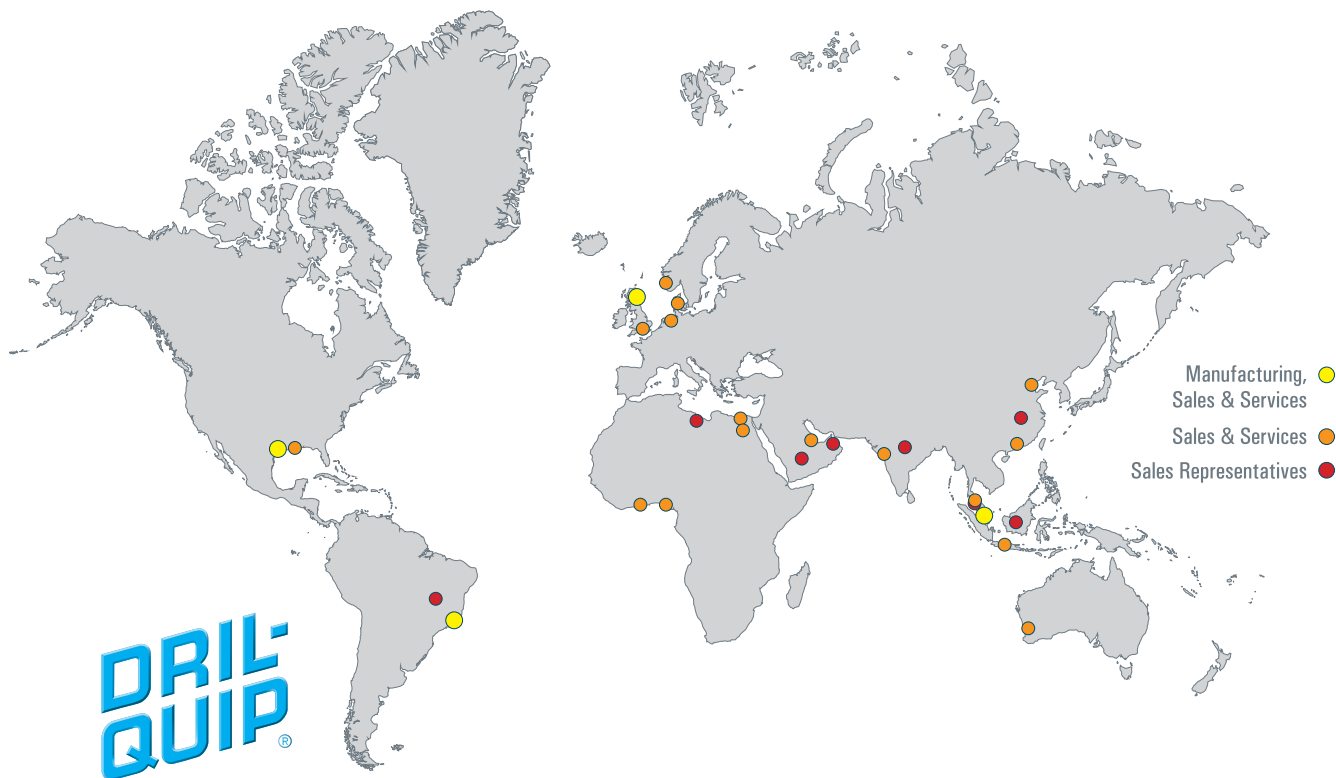 Manufacturing,
Sales & Services
Sales & Services
Sales Representatives
DRIL-
QUIP
®